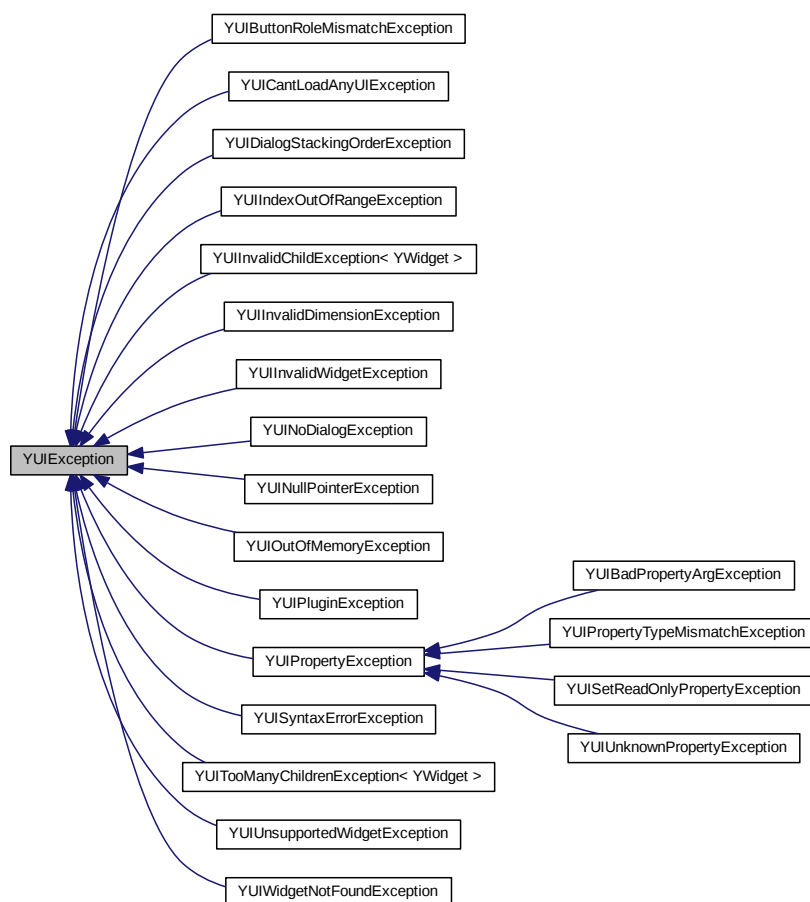 YUIButtonRoleMismatchException
YUICantLoadAnyUIException
YUIDialogStackingOrderException
YUIIndexOutOfRangeException
YUIInvalidChildException< YWidget >
YUIInvalidDimensionException
YUIInvalidWidgetException
YUINoDialogException
YUIException
YUINullPointerException
YUIOutOfMemoryException
YUIBadPropertyArgException
YUIPluginException
YUIPropertyTypeMismatchException
YUIPropertyException
YUISetReadOnlyPropertyException
YUISyntaxErrorException
YUIUnknownPropertyException
YUITooManyChildrenException< YWidget >
YUIUnsupportedWidgetException
YUIWidgetNotFoundException